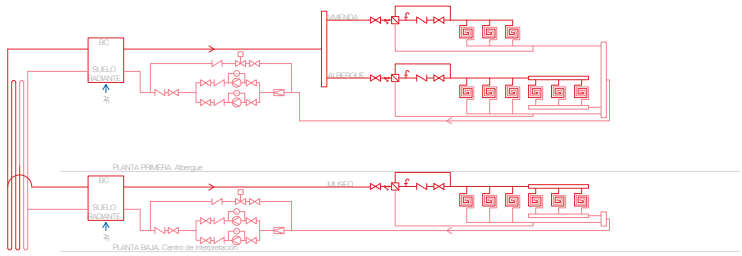 VIVIENDA
BC
SUELO
RADIANTE
ALBERGUE
PLANTA PRIMERA. Albergue
BC
MUSEO
SUELO
RADIANTE
PLANTA BAJA. Centro de interpretación